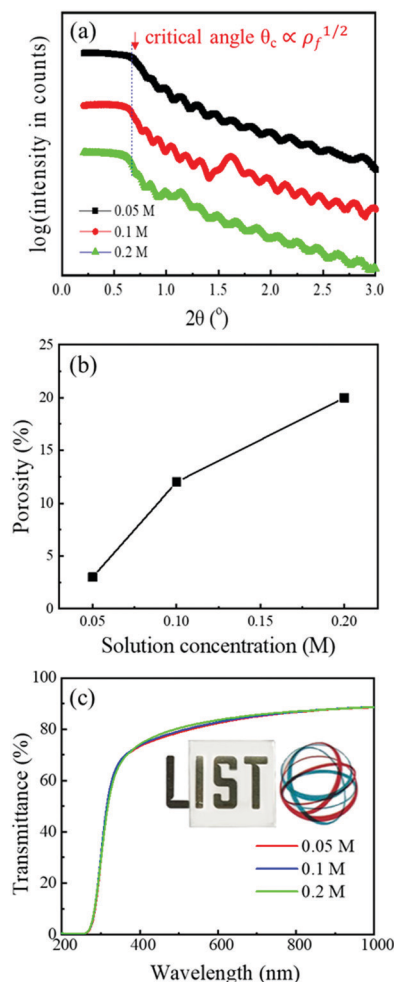 (a)
critical angle θc ∝ ρf^1/2
log(intensity in counts)
0.05 M
0.1 M
0.2 M
0.0 0.5 1.0 1.5 2.0 2.5 3.0
2θ (°)
(b)
25
20
15
10
5
0
Porosity (%)
0.05 0.10 0.15 0.20
Solution concentration (M)
(c)
100
80
60
40
20
0
Transmittance (%)
LIST
0.05 M
0.1 M
0.2 M
200 400 600 800 1000
Wavelength (nm)